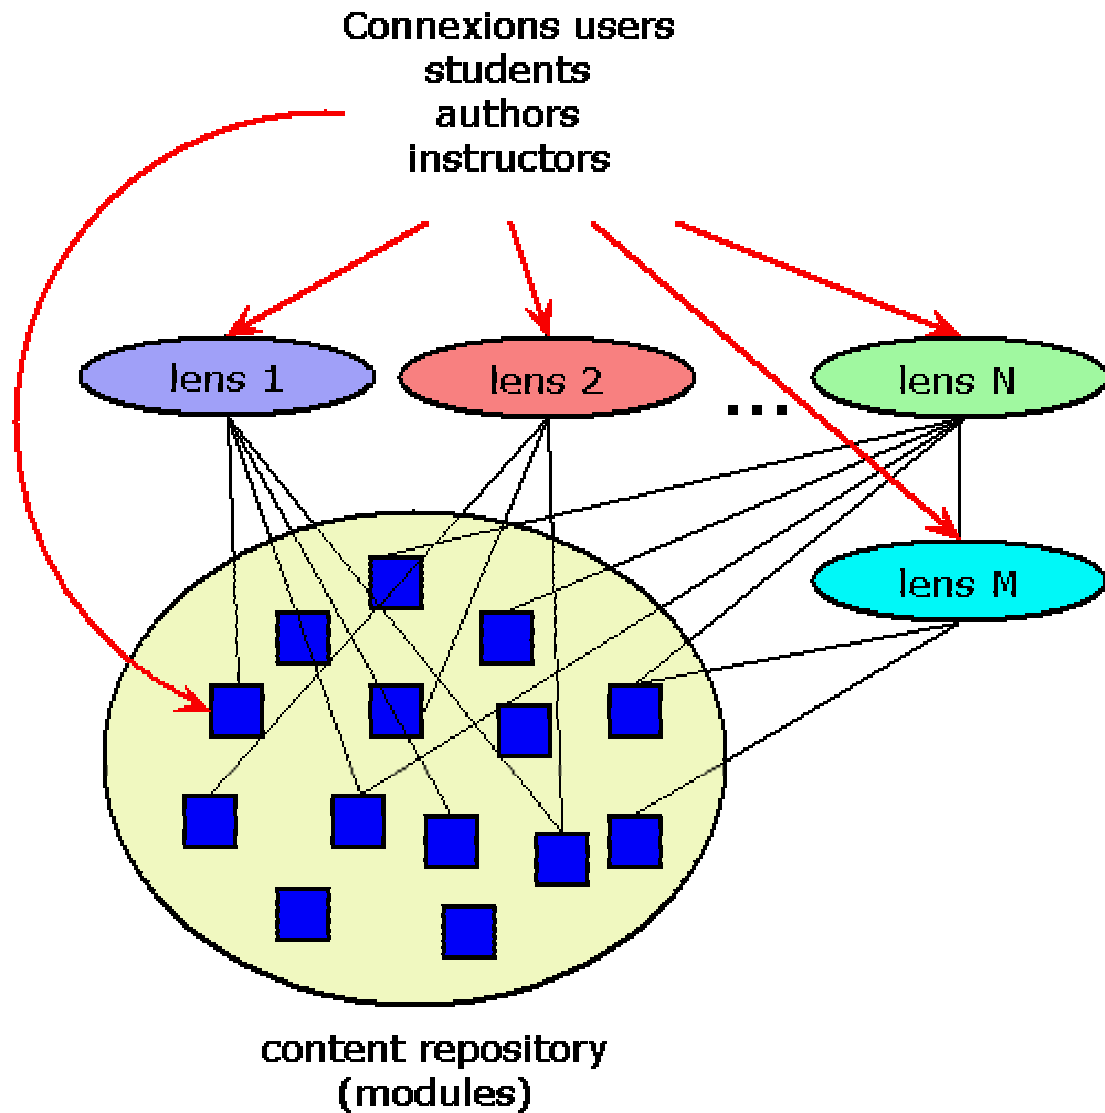 Connexions users
students
authors
instructors
lens 1
lens 2
...
lens N
lens M
content repository
(modules)